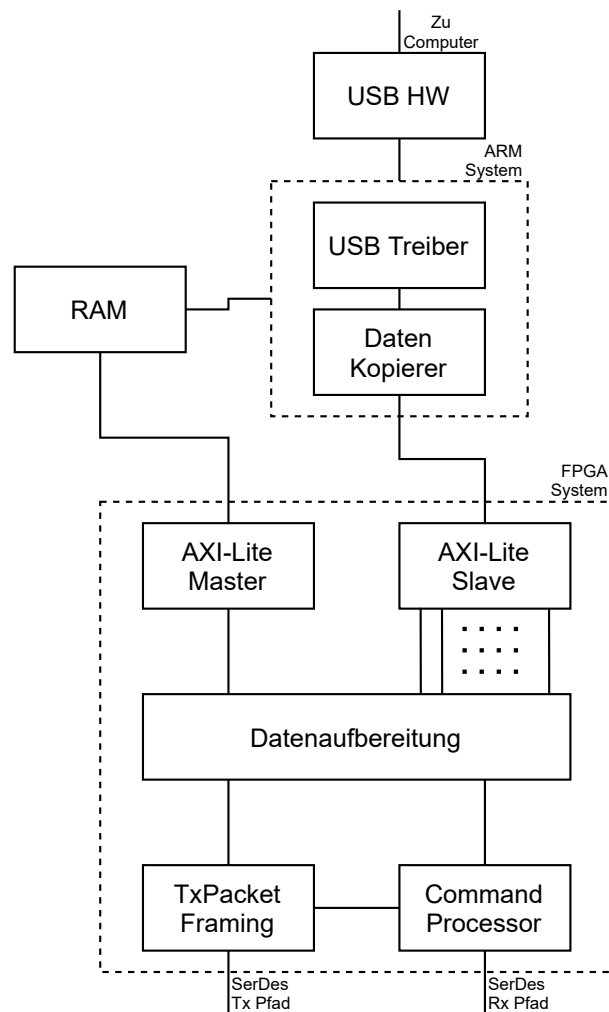 Zu
Computer
USB HW
ARM
System
USB Treiber
RAM
Daten
Kopierer
FPGA
System
AXI-Lite
Master
AXI-Lite
Slave
Datenaufbereitung
TxPacket
Framing
Command
Processor
SerDes
Tx Pfad
SerDes
Rx Pfad